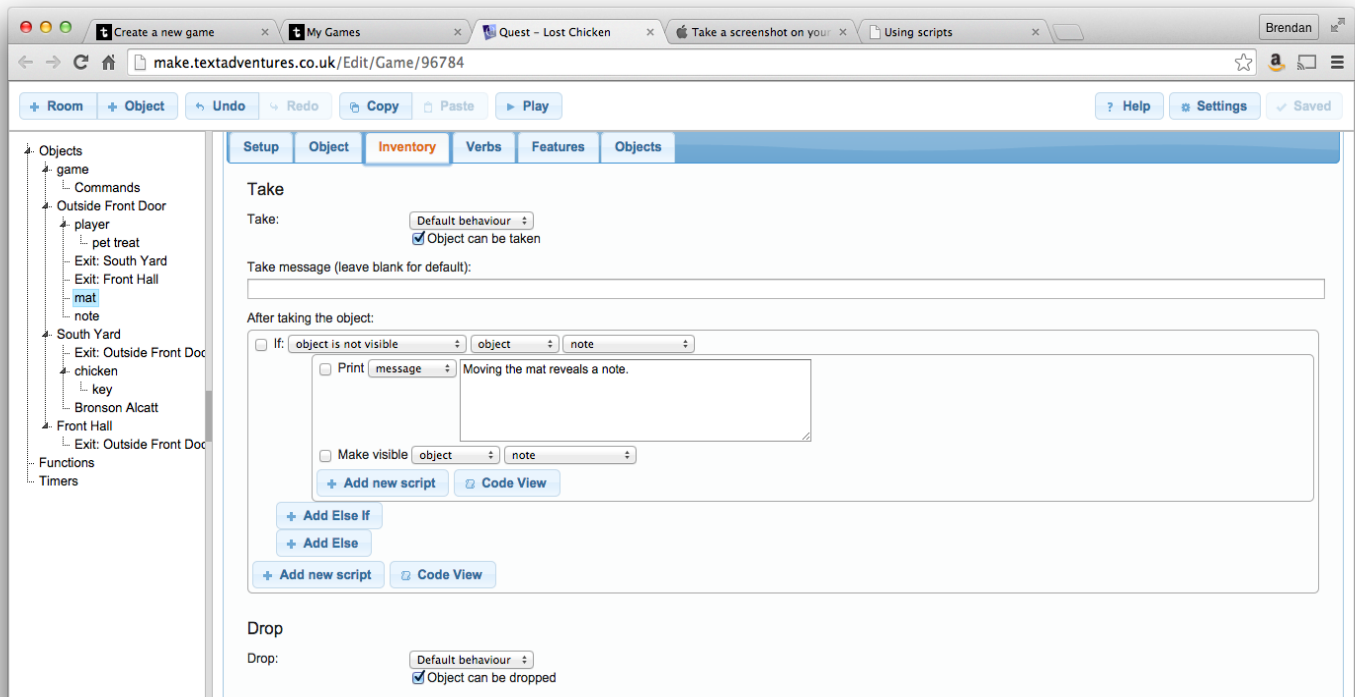 Create a new game × My Games × Quest – Lost Chicken × Take a screenshot on your × Using scripts × Brendan
make.textadventures.co.uk/Edit/Game/96784
+ Room + Object Undo Redo Copy Paste Play ? Help Settings Saved
Setup Object Inventory Verbs Features Objects
Objects
game
Commands
Outside Front Door
player
pet treat
Exit: South Yard
Exit: Front Hall
mat
note
South Yard
Exit: Outside Front Doo
chicken
key
Bronson Alcatt
Front Hall
Exit: Outside Front Doo
Functions
Timers
Take
Take: Default behaviour
Object can be taken
Take message (leave blank for default):
After taking the object:
If: object is not visible object note
Print message Moving the mat reveals a note.
Make visible object note
+ Add new script Code View
+ Add Else If
+ Add Else
+ Add new script Code View
Drop
Drop: Default behaviour
Object can be dropped